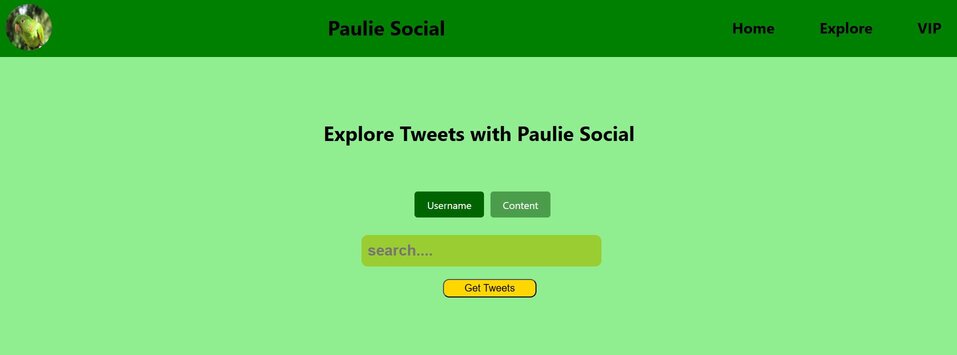 Paulie Social
Home
Explore
VIP
Explore Tweets with Paulie Social
Username
Content
search....
Get Tweets